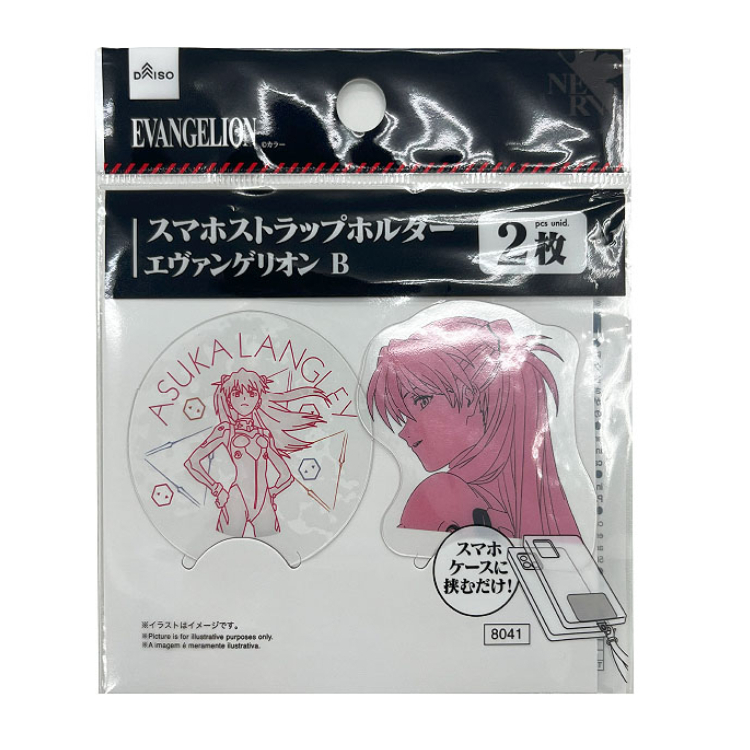 DAISO
NERV
EVANGELION
©カラー
スマホストラップホルダー
エヴァンゲリオン B
pcs unid.
2枚
ASUKA LANGLEY
スマホ
ケースに
挟むだけ!
※イラストはイメージです。
※Picture is for illustrative purposes only.
※A imagem é meramente ilustrativa.
8041